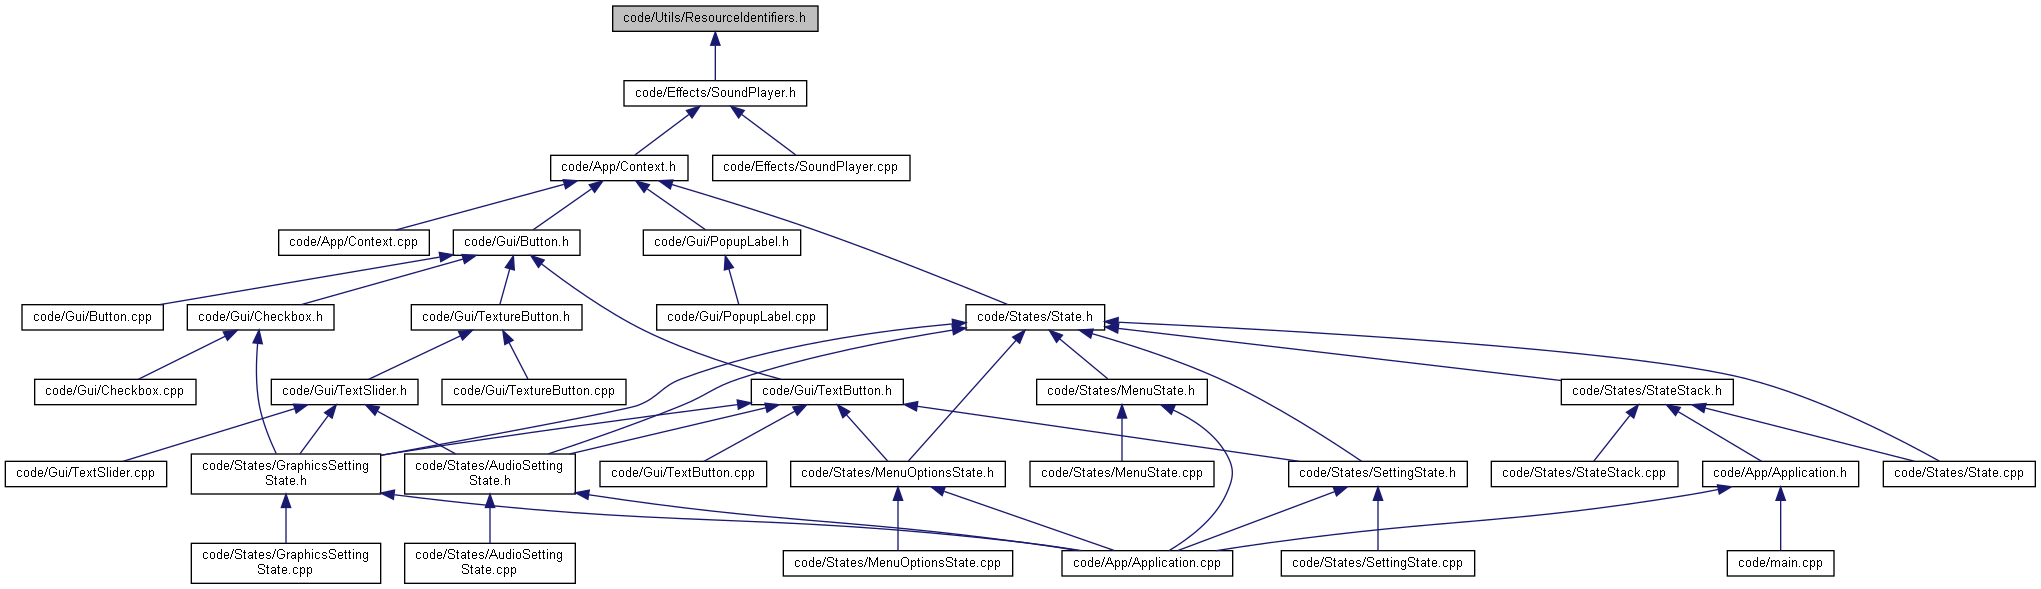 code/Utils/ResourceIdentifiers.h
code/Effects/SoundPlayer.h
code/App/Context.h
code/Effects/SoundPlayer.cpp
code/App/Context.cpp
code/Gui/Button.h
code/Gui/PopupLabel.h
code/Gui/Button.cpp
code/Gui/Checkbox.h
code/Gui/TextureButton.h
code/Gui/PopupLabel.cpp
code/States/State.h
code/Gui/Checkbox.cpp
code/Gui/TextSlider.h
code/Gui/TextureButton.cpp
code/Gui/TextButton.h
code/States/MenuState.h
code/States/StateStack.h
code/Gui/TextSlider.cpp
code/States/GraphicsSetting
State.h
code/States/AudioSetting
State.h
code/Gui/TextButton.cpp
code/States/MenuOptionsState.h
code/States/MenuState.cpp
code/States/SettingState.h
code/States/StateStack.cpp
code/App/Application.h
code/States/State.cpp
code/States/GraphicsSetting
State.cpp
code/States/AudioSetting
State.cpp
code/States/MenuOptionsState.cpp
code/App/Application.cpp
code/States/SettingState.cpp
code/main.cpp